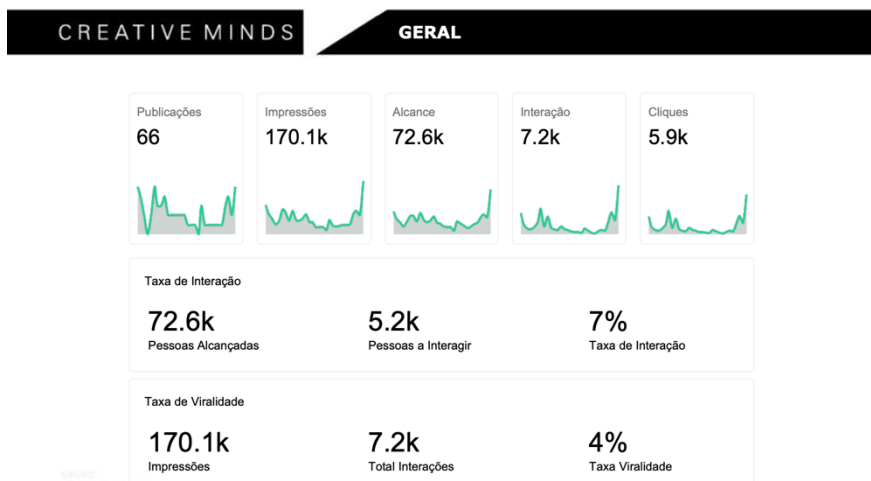 CREATIVE MINDS
GERAL
Publicações
66
Impressões
170.1k
Alcance
72.6k
Interação
7.2k
Cliques
5.9k
Taxa de Interação
72.6k
Pessoas Alcançadas
5.2k
Pessoas a Interagir
7%
Taxa de Interação
Taxa de Viralidade
170.1k
Impressões
7.2k
Total Interações
4%
Taxa Viralidade
GRUPO